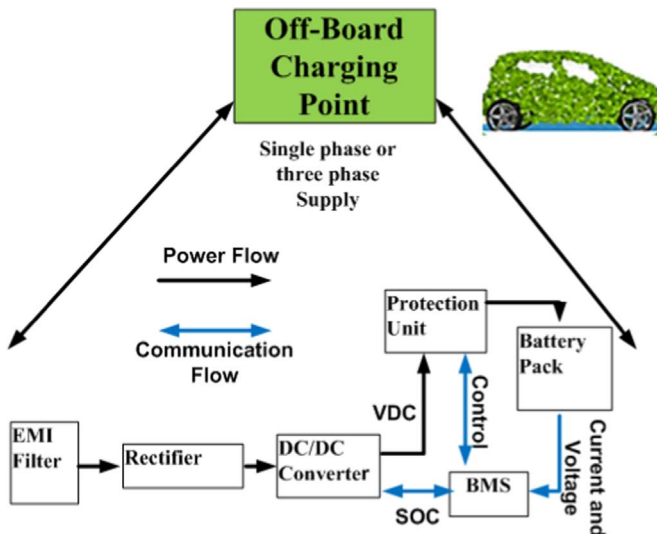 Off-Board
Charging
Point
Single phase or
three phase
Supply
Power Flow
Communication
Flow
Protection
Unit
Battery
Pack
VDC
Control
Current and
Voltage
EMI
Filter
Rectifier
DC/DC
Converter
SOC
BMS